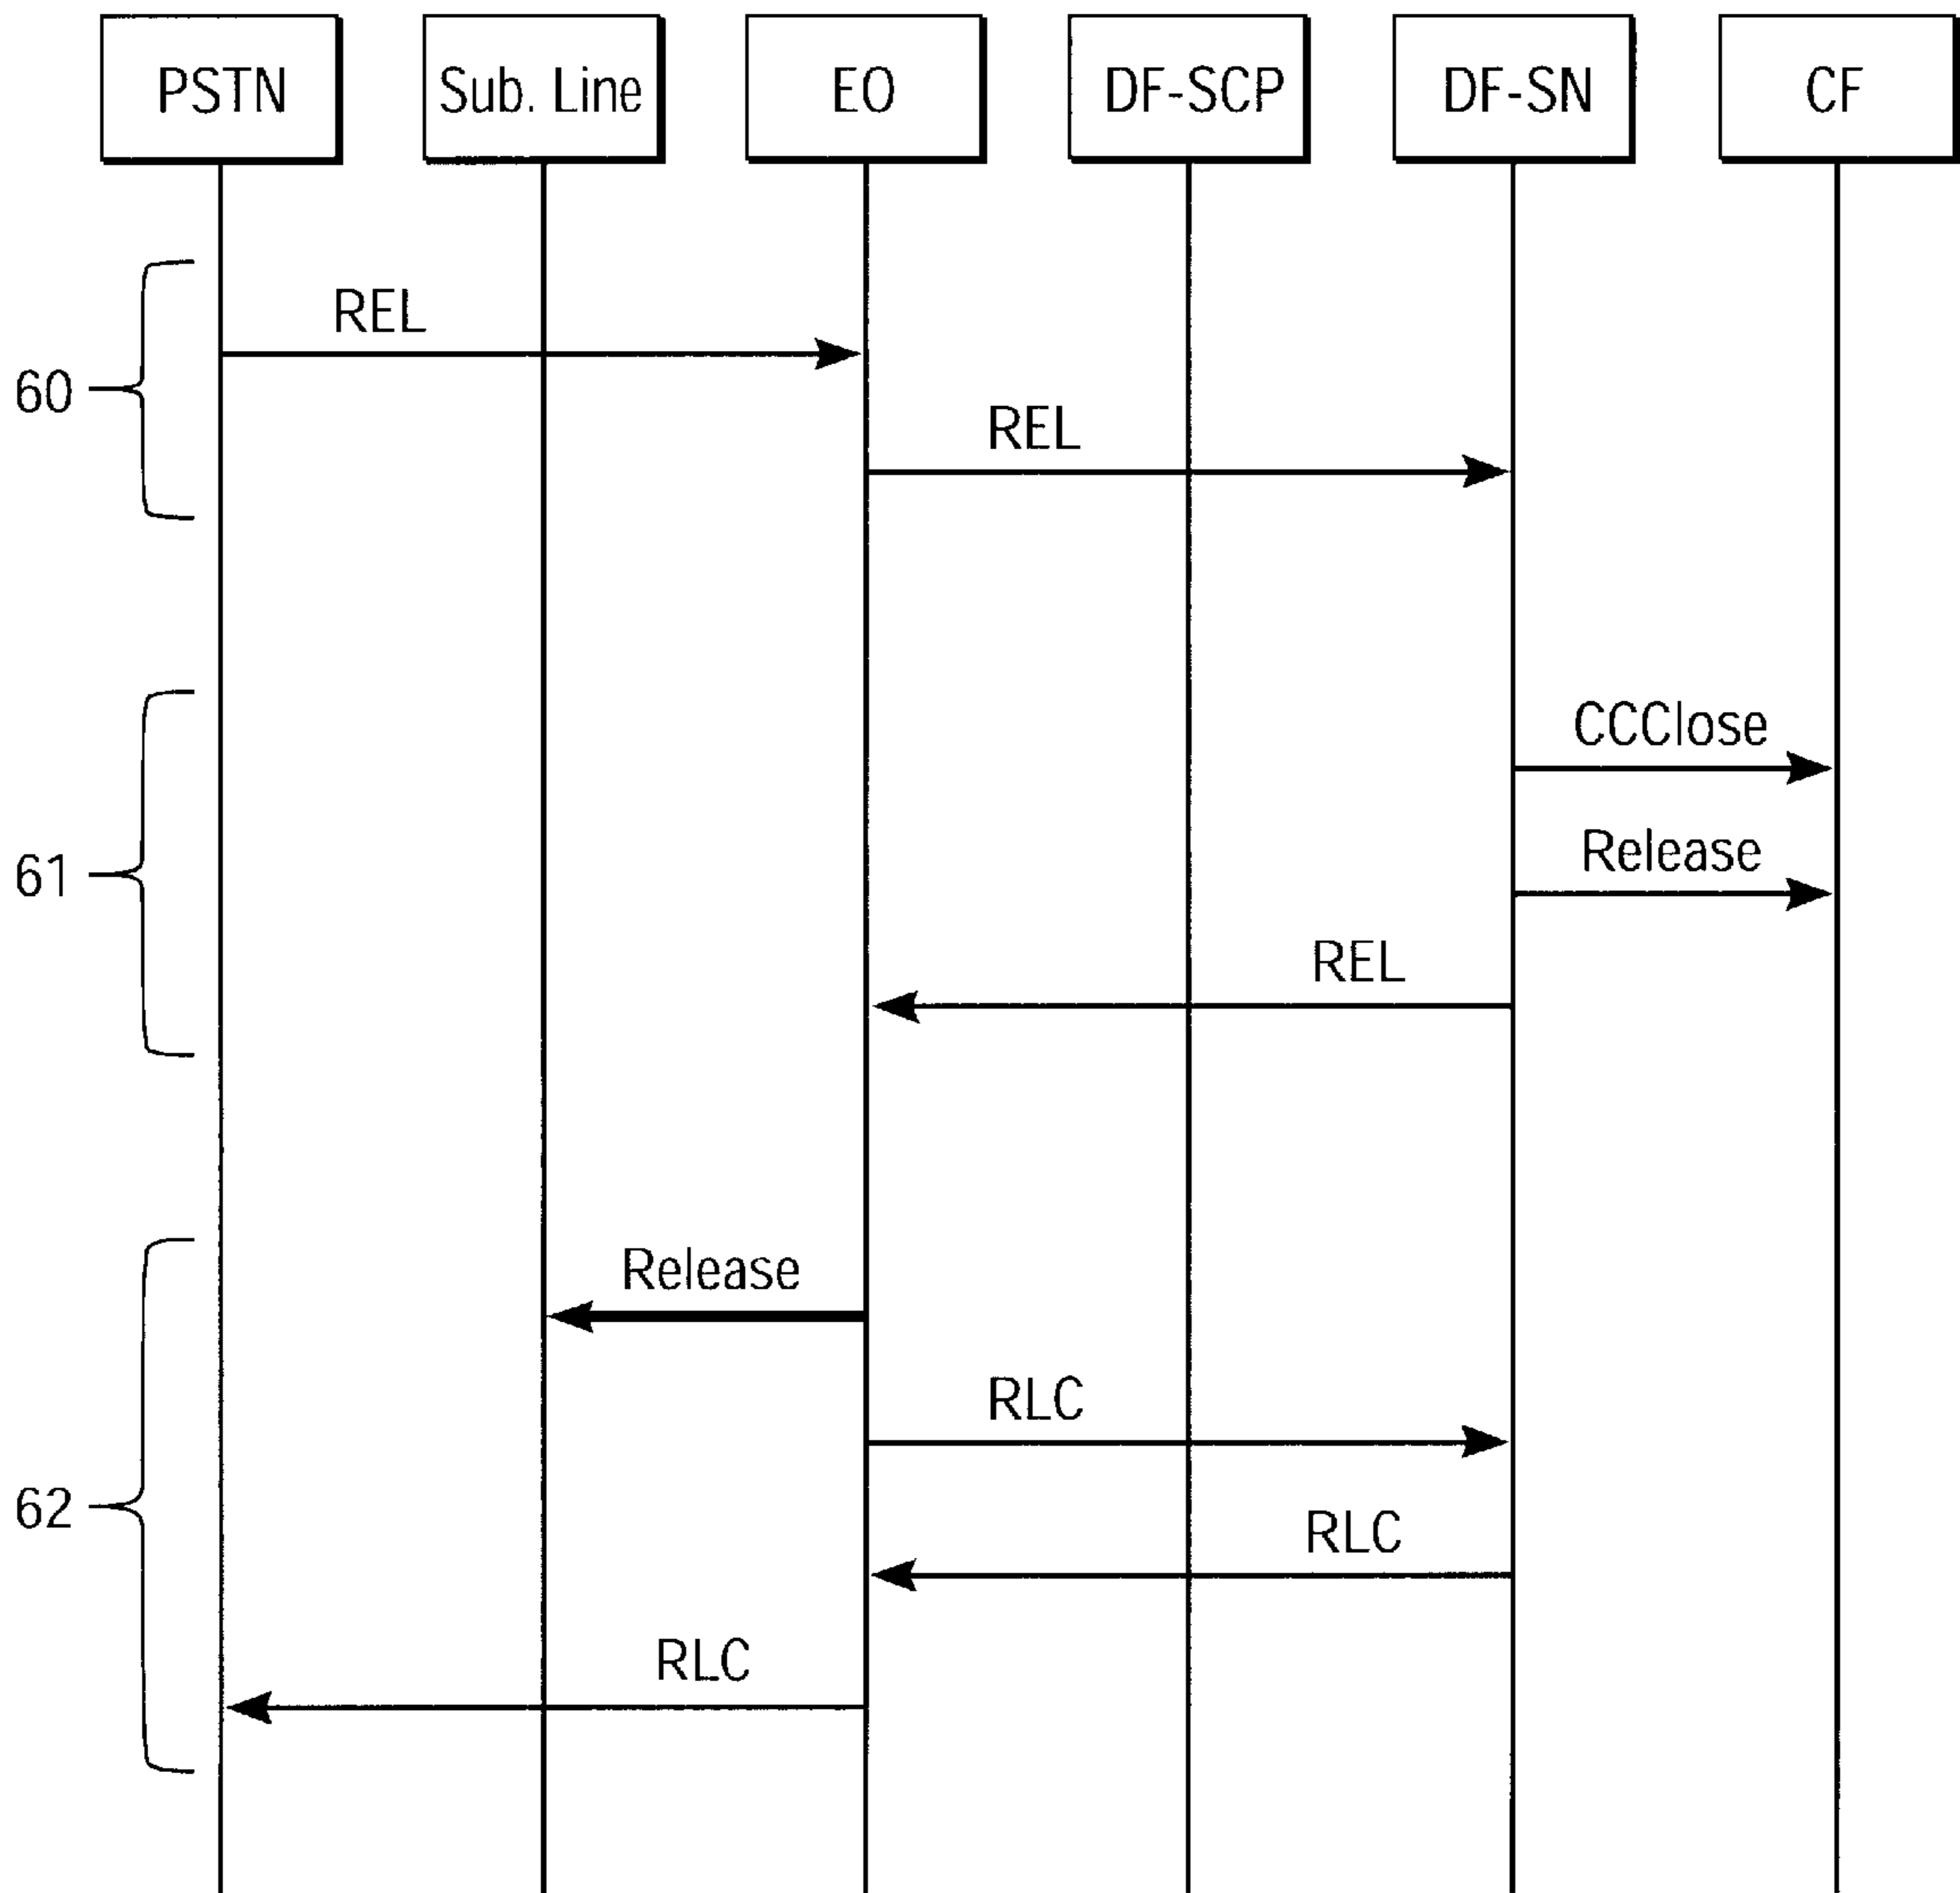 PSTN
Sub. Line
EO
DF-SCP
DF-SN
CF
REL
60
REL
CCClose
61
Release
REL
Release
RLC
62
RLC
RLC